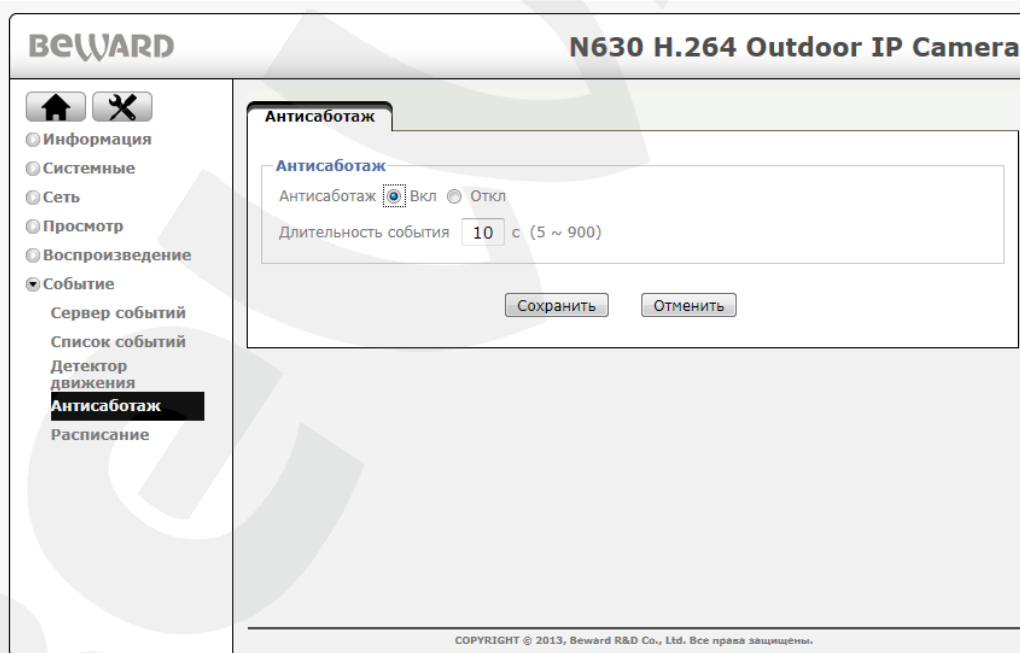 BEWARD
N630 H.264 Outdoor IP Camera
Информация
Системные
Сеть
Просмотр
Воспроизведение
Событие
Сервер событий
Список событий
Детектор
движения
Антисаботаж
Расписание
Антисаботаж
Антисаботаж
Антисаботаж Вкл Откл
Длительность события 10 с (5 ~ 900)
Сохранить Отменить
COPYRIGHT © 2013, Beward R&D Co., Ltd. Все права защищены.